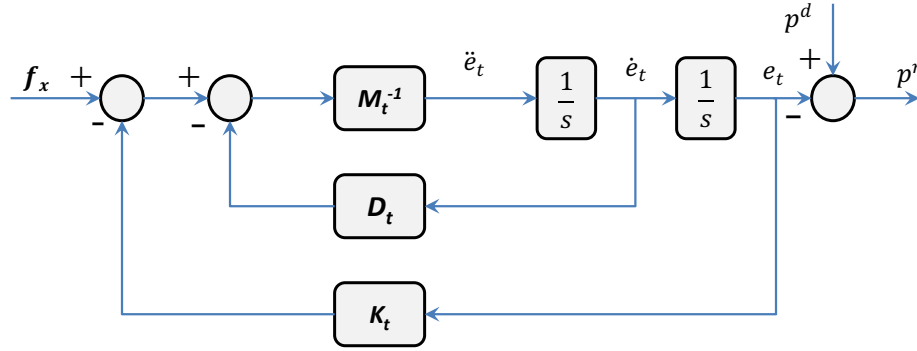 p^d
f_x + + M_t^-1 ë_t 1/s ė_t 1/s e_t + p^r
- - -
D_t
K_t